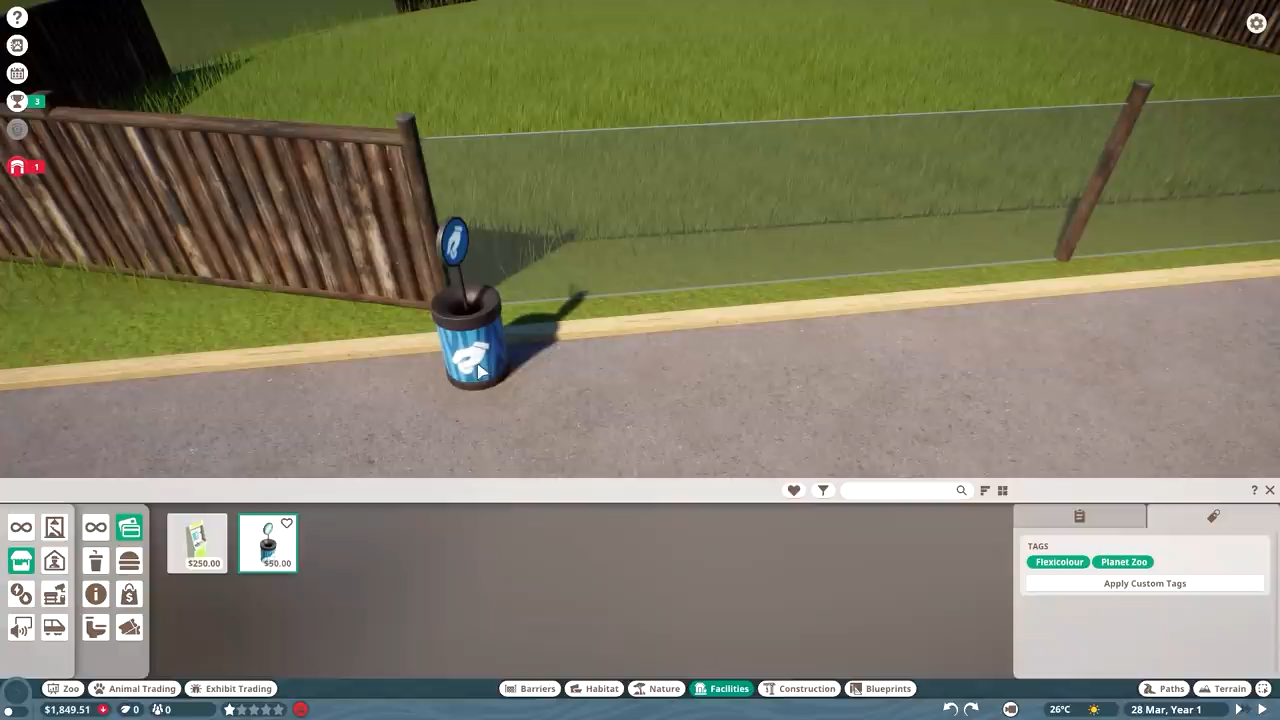 ?
3
1
?
$250.00
$50.00
TAGS
Flexicolour Planet Zoo
Apply Custom Tags
Zoo Animal Trading Exhibit Trading Barriers Habitat Nature Facilities Construction Blueprints Paths Terrain
$1,849.51 0 0 26°C 28 Mar, Year 1